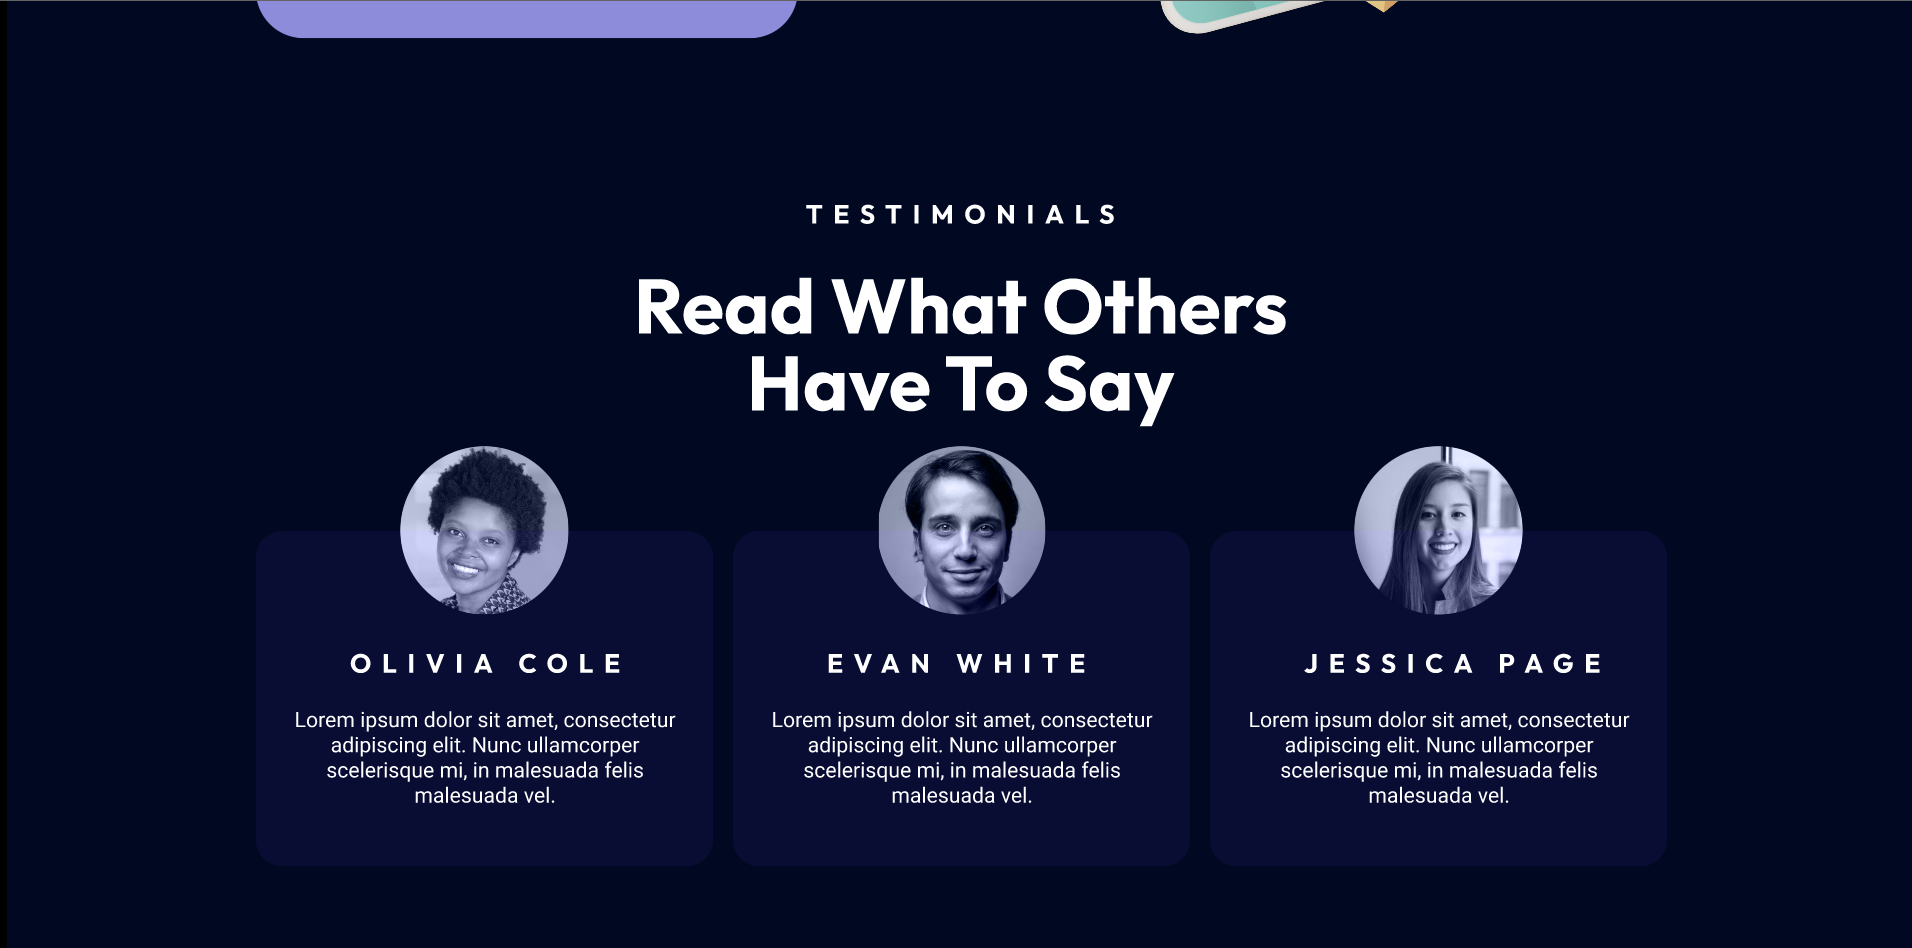 TESTIMONIALS
Read What Others
Have To Say
OLIVIA COLE
Lorem ipsum dolor sit amet, consectetur
adipiscing elit. Nunc ullamcorper
scelerisque mi, in malesuada felis
malesuada vel.
EVAN WHITE
Lorem ipsum dolor sit amet, consectetur
adipiscing elit. Nunc ullamcorper
scelerisque mi, in malesuada felis
malesuada vel.
JESSICA PAGE
Lorem ipsum dolor sit amet, consectetur
adipiscing elit. Nunc ullamcorper
scelerisque mi, in malesuada felis
malesuada vel.